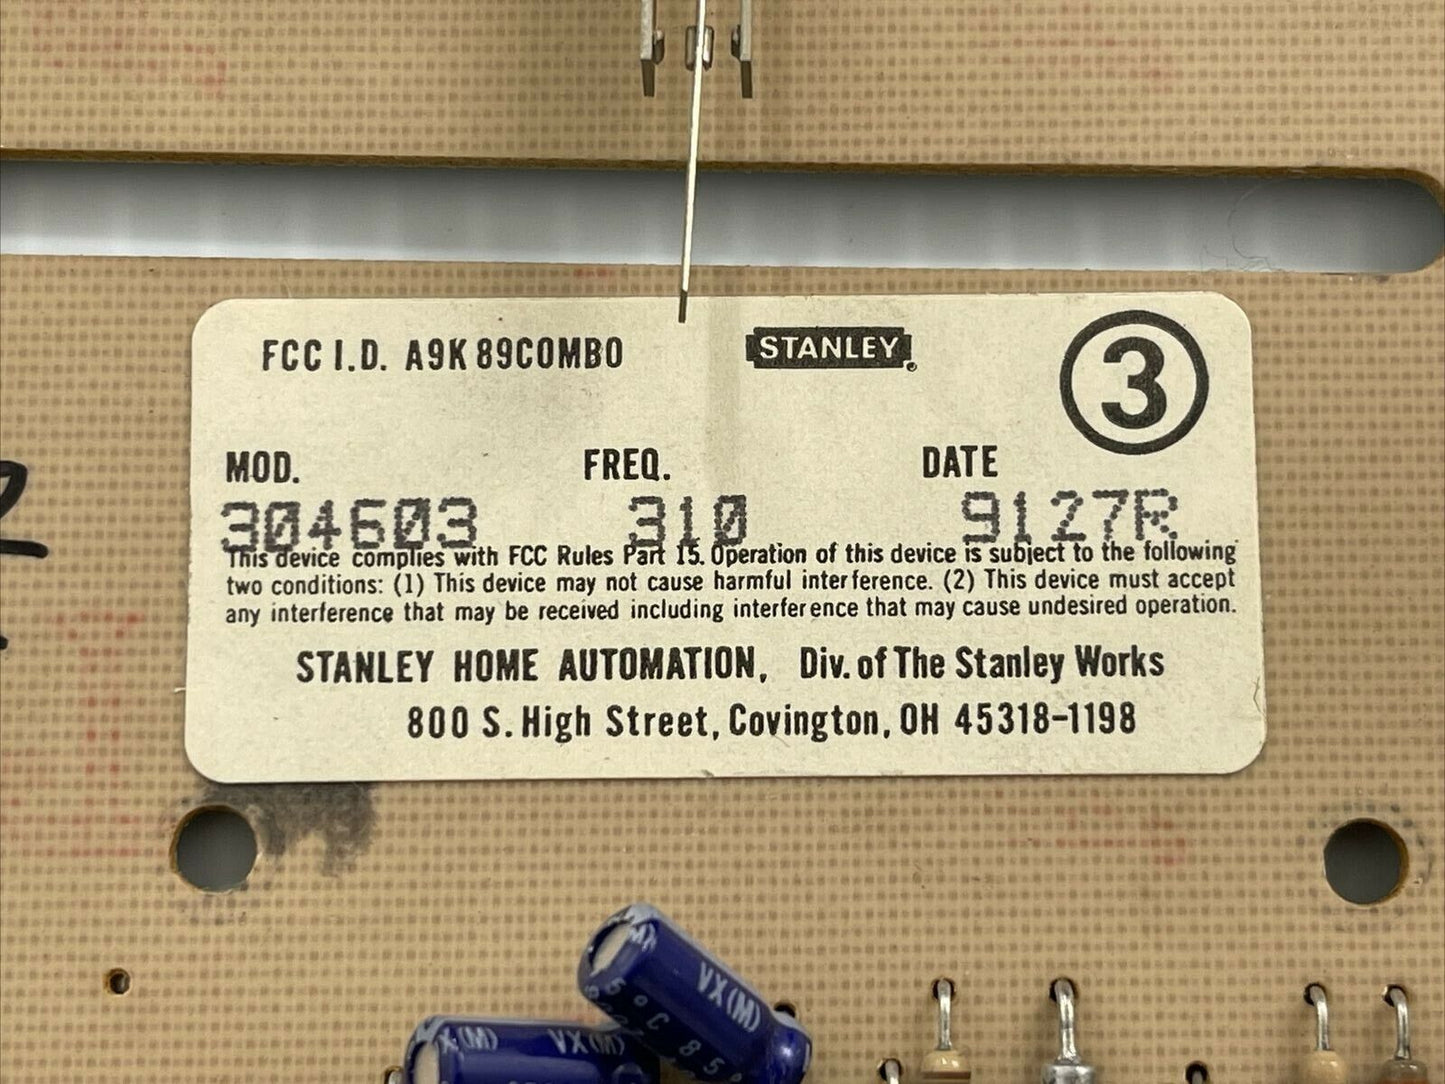 FCC I.D. A9K89COMBO STANLEY 3
MOD. FREQ. DATE
304603 310 9127R
This device complies with FCC Rules Part 15. Operation of this device is subject to the following
two conditions: (1) This device may not cause harmful interference. (2) This device must accept
any interference that may be received including interference that may cause undesired operation.
STANLEY HOME AUTOMATION, Div. of The Stanley Works
800 S. High Street, Covington, OH 45318-1198
VX(M)
VX(M)